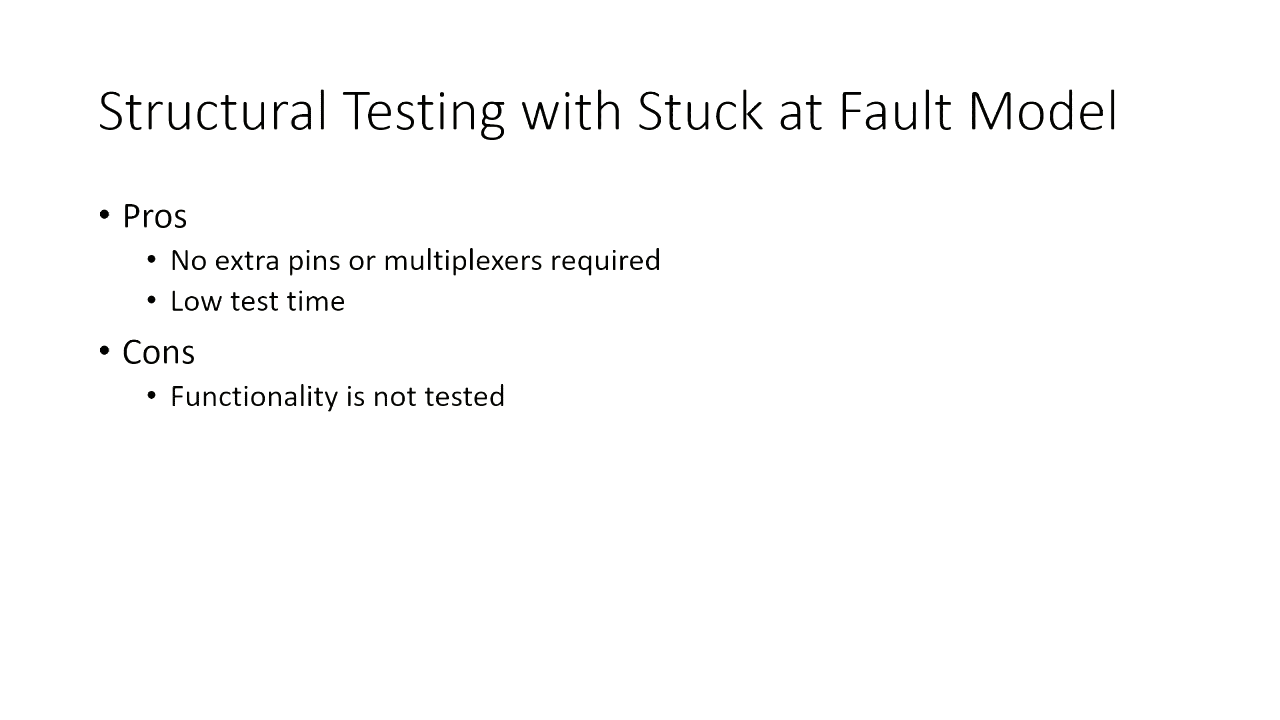 Structural Testing with Stuck at Fault Model
• Pros
• No extra pins or multiplexers required
• Low test time
• Cons
• Functionality is not tested